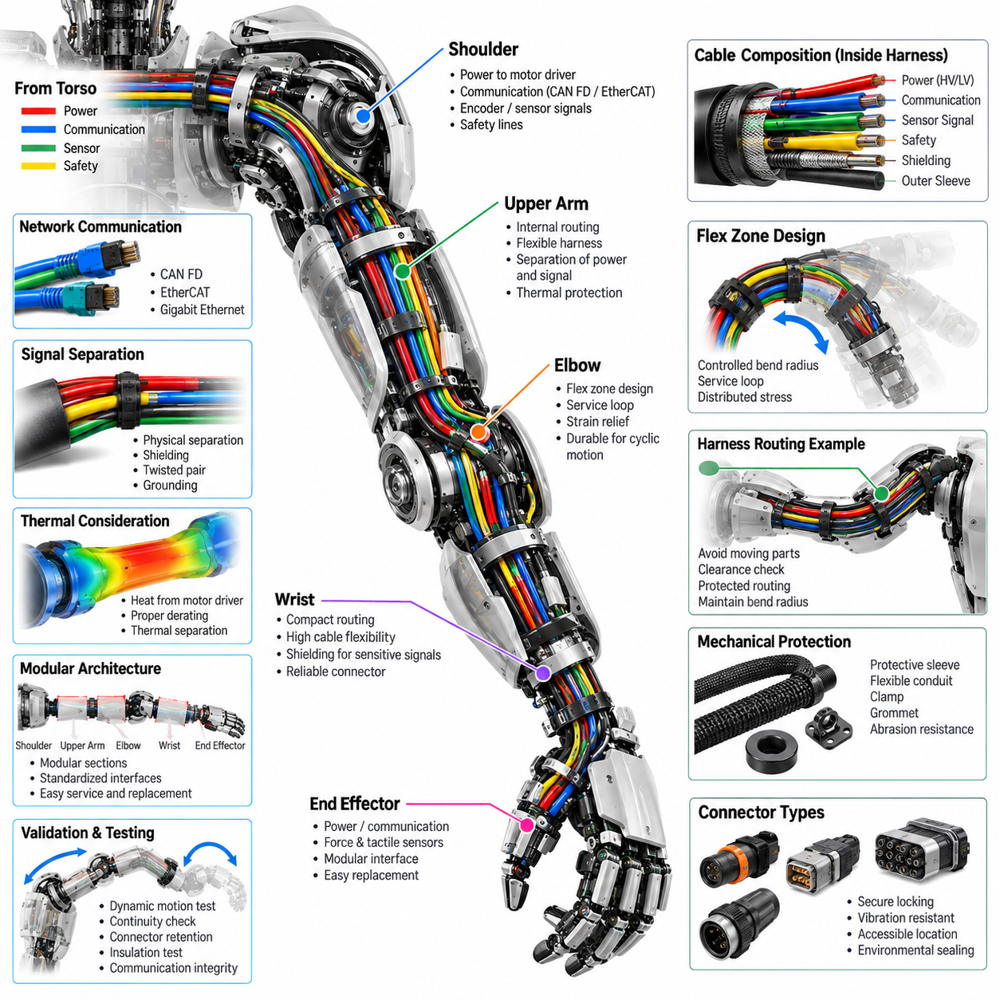 From Torso
Power
Communication
Sensor
Safety
Shoulder
• Power to motor driver
• Communication (CAN FD / EtherCAT)
• Encoder / sensor signals
• Safety lines
Cable Composition (Inside Harness)
Power (HV/LV)
Communication
Sensor Signal
Safety
Shielding
Outer Sleeve
Upper Arm
• Internal routing
• Flexible harness
• Separation of power
and signal
• Thermal protection
Network Communication
• CAN FD
• EtherCAT
• Gigabit Ethernet
Flex Zone Design
Controlled bend radius
Service loop
Distributed stress
Signal Separation
• Physical separation
• Shielding
• Twisted pair
• Grounding
Elbow
• Flex zone design
• Service loop
• Strain relief
• Durable for cyclic
motion
Harness Routing Example
Avoid moving parts
Clearance check
Protected routing
Maintain bend radius
Thermal Consideration
• Heat from motor driver
• Proper derating
• Thermal separation
Wrist
• Compact routing
• High cable flexibility
• Shielding for sensitive signals
• Reliable connector
Mechanical Protection
Protective sleeve
Flexible conduit
Clamp
Grommet
Abrasion resistance
Modular Architecture
Shoulder Upper Arm Elbow Wrist End Effector
• Modular sections
• Standardized interfaces
• Easy service and replacement
End Effector
• Power / communication
• Force & tactile sensors
• Modular interface
• Easy replacement
Connector Types
• Secure locking
• Vibration resistant
• Accessible location
• Environmental sealing
Validation & Testing
• Dynamic motion test
• Continuity check
• Connector retention
• Insulation test
• Communication integrity